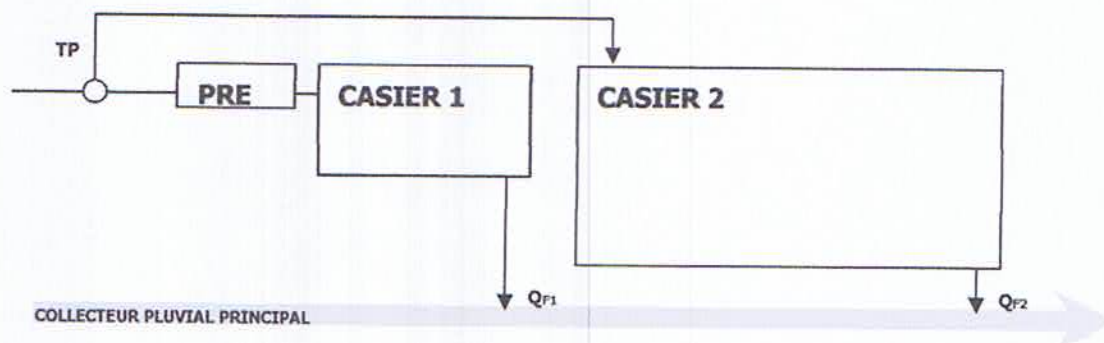 TP
PRE
CASIER 1
CASIER 2
QF1
QF2
COLLECTEUR PLUVIAL PRINCIPAL